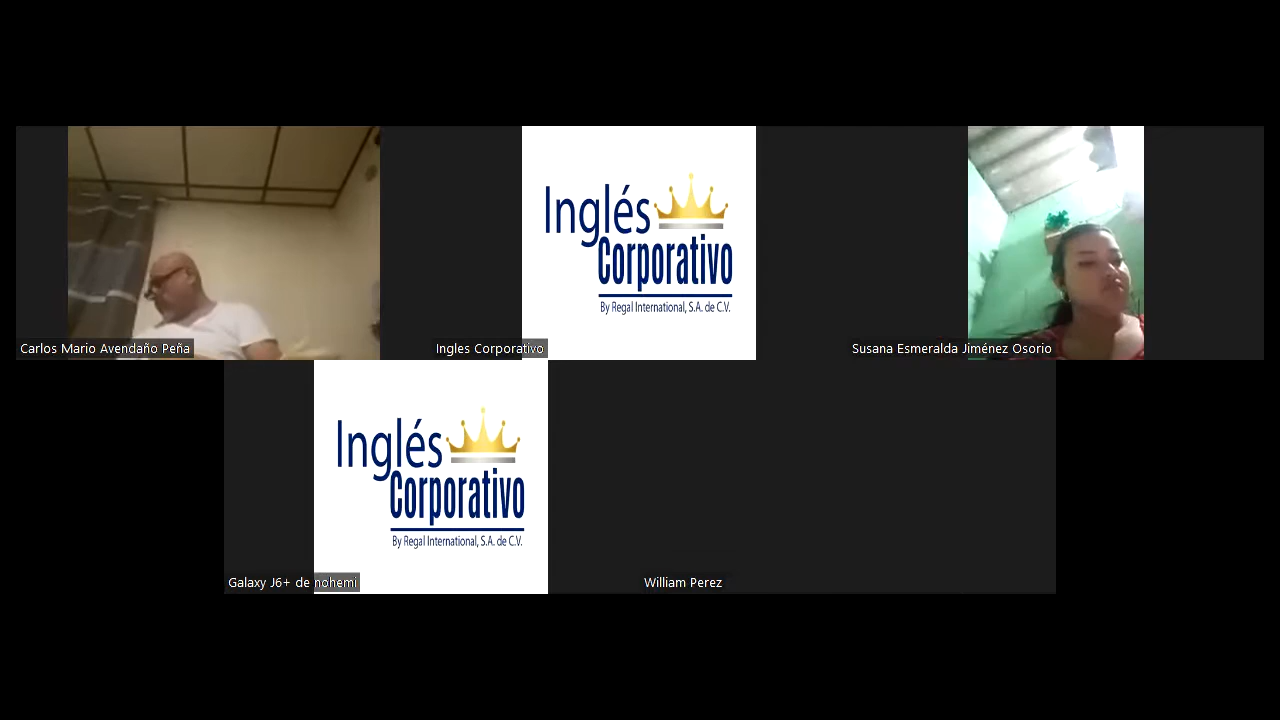 Inglés
Corporativo
By Regal International, S.A. de C.V.
Carlos Mario Avendaño Peña
Ingles Corporativo
Susana Esmeralda Jiménez Osorio
Inglés
Corporativo
By Regal International, S.A. de C.V.
Galaxy J6+ de nohemi
William Perez